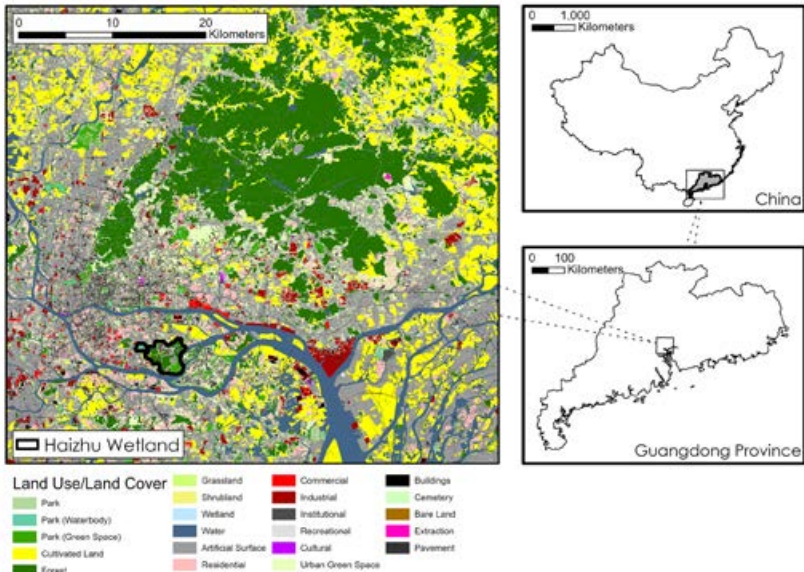 0 10 20
Kilometers
Haizhu Wetland
0 1,000
Kilometers
China
0 100
Kilometers
Guangdong Province
Land Use/Land Cover
Park
Park (Waterbody)
Park (Green Space)
Cultivated Land
Forest
Grassland
Shrubland
Wetland
Water
Artificial Surface
Residential
Commercial
Industrial
Institutional
Recreational
Cultural
Urban Green Space
Buildings
Cemetery
Bare Land
Extraction
Pavement